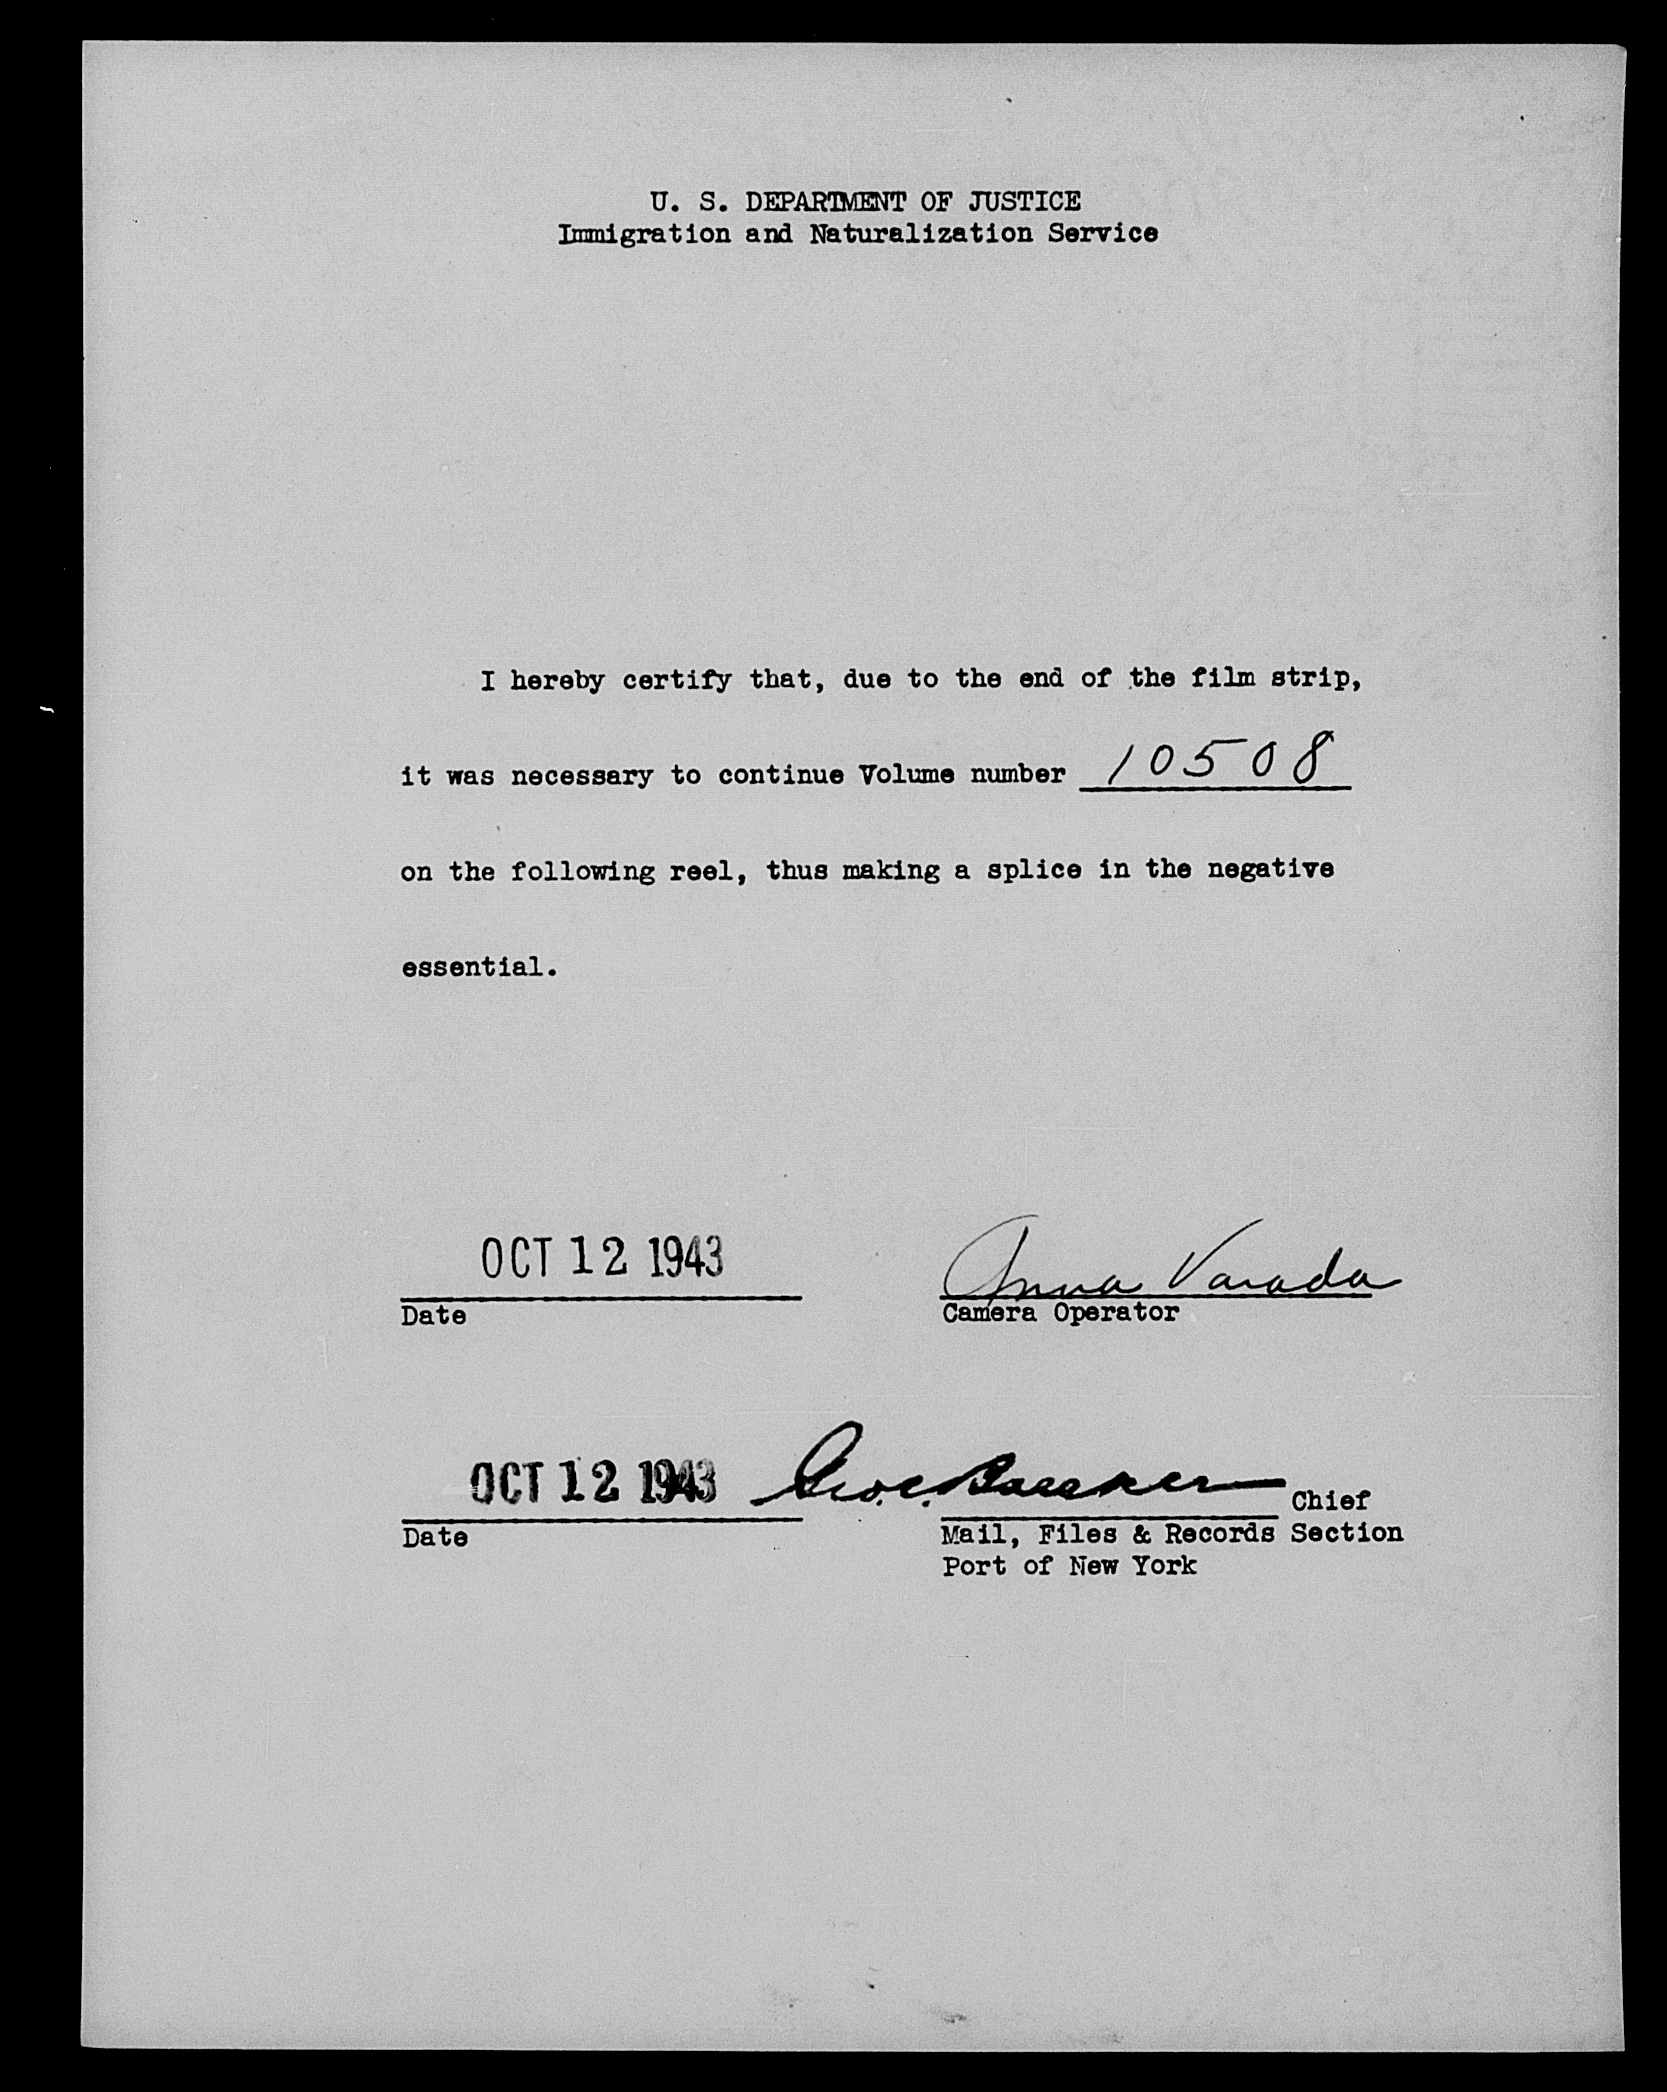 U. S. DEPARTMENT OF JUSTICE
Immigration and Naturalization Service
I hereby certify that, due to the end of the film strip,
it was necessary to continue Volume number 10508
on the following reel, thus making a splice in the negative
essential.
OCT 12 1943
Anna Varada
Date
Camera Operator
OCT 12 1943
Geo. C. Chief
Date
Mail, Files & Records Section
Port of New York